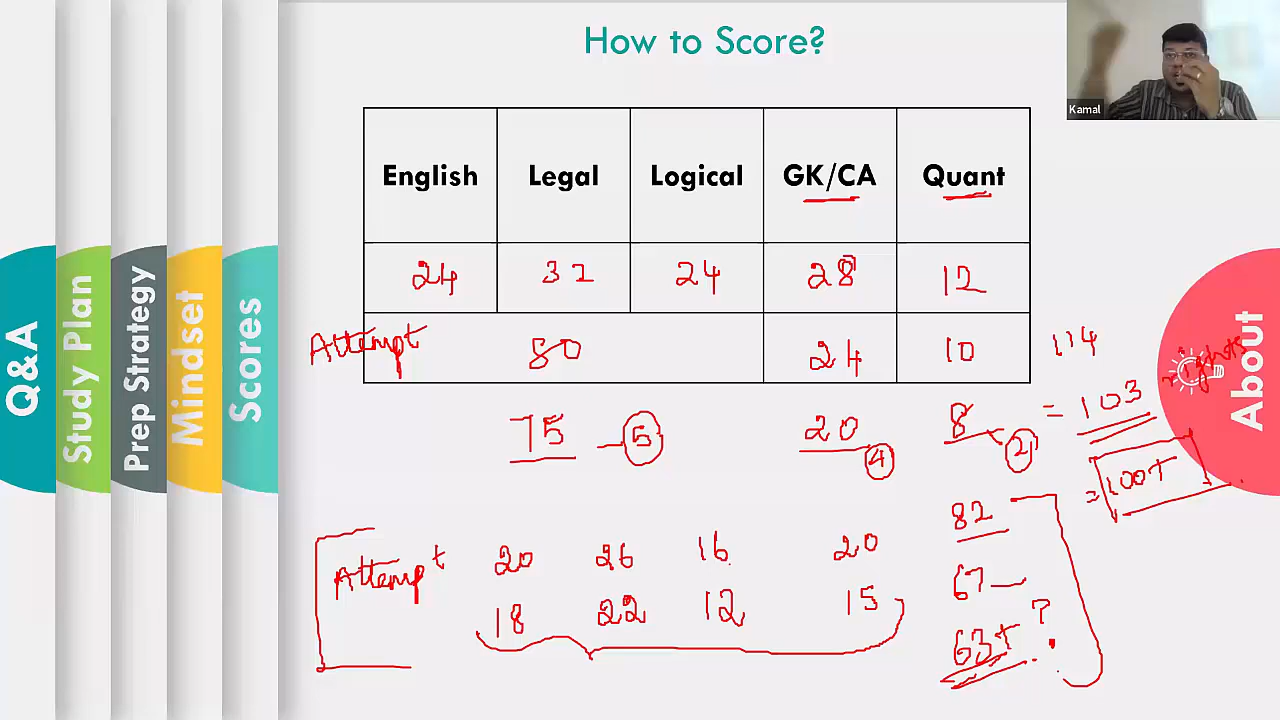 How to Score?
Kamal
English Legal Logical GK/CA Quant
24 32 24 28 12
Attempt 80 24 10 114
75 - 5 20 4 8 2 = 103 rights
= 100+
Attempt 20 26 16 20 82
18 22 12 15 67
63+ ?
Q&A
Study Plan
Prep Strategy
Mindset
Scores
About